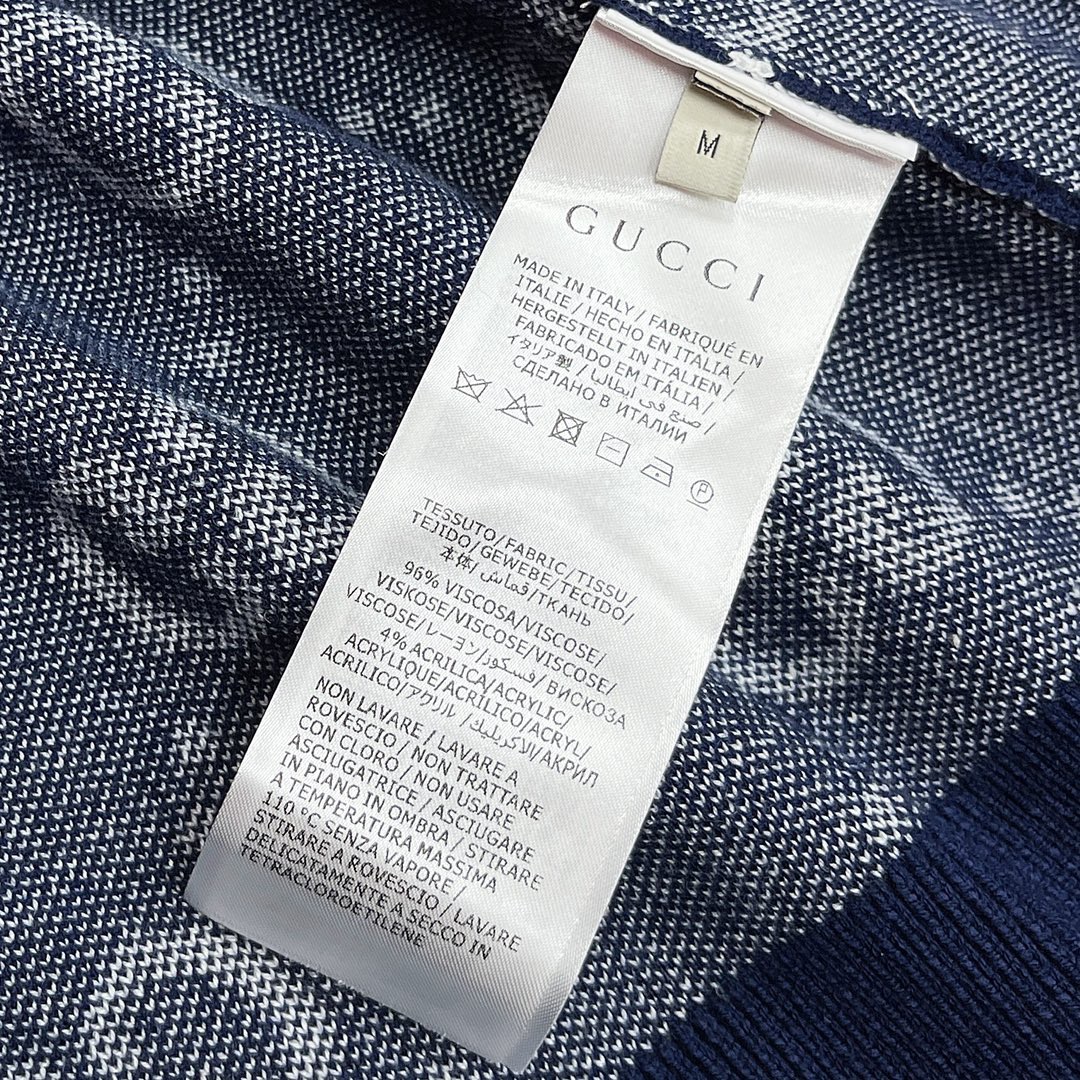 M
GUCCI
MADE IN ITALY / FABRIQUÉ EN
ITALIE / HECHO EN ITALIA /
HERGESTELLT IN ITALIEN /
FABRICADO EM ITÁLIA /
イタリア製 / صنع في ايطاليا /
СДЕЛАНО В ИТАЛИИ
P
TESSUTO/FABRIC/TISSU/
TEJIDO/GEWEBE/TECIDO/
本体/ قماش /ТКАНЬ
96% VISCOSA/VISCOSE/
VISKOSE/VISCOSE/VISCOSE/
VISCOSE/レーヨン/فسكوز/ ВИСКОЗА
4% ACRILICA/ACRYLIC/
ACRYLIQUE/ACRÍLICO/ACRYL/
ACRILICO/アクリル /الاكريليك/АКРИЛ
NON LAVARE / LAVARE A
ROVESCIO / NON TRATTARE
CON CLORO / NON USARE
ASCIUGATRICE / ASCIUGARE
IN PIANO IN OMBRA / STIRARE
A TEMPERATURA MASSIMA
110 °C SENZA VAPORE /
STIRARE A ROVESCIO / LAVARE
DELICATAMENTE A SECCO IN
TETRACLOROETILENE